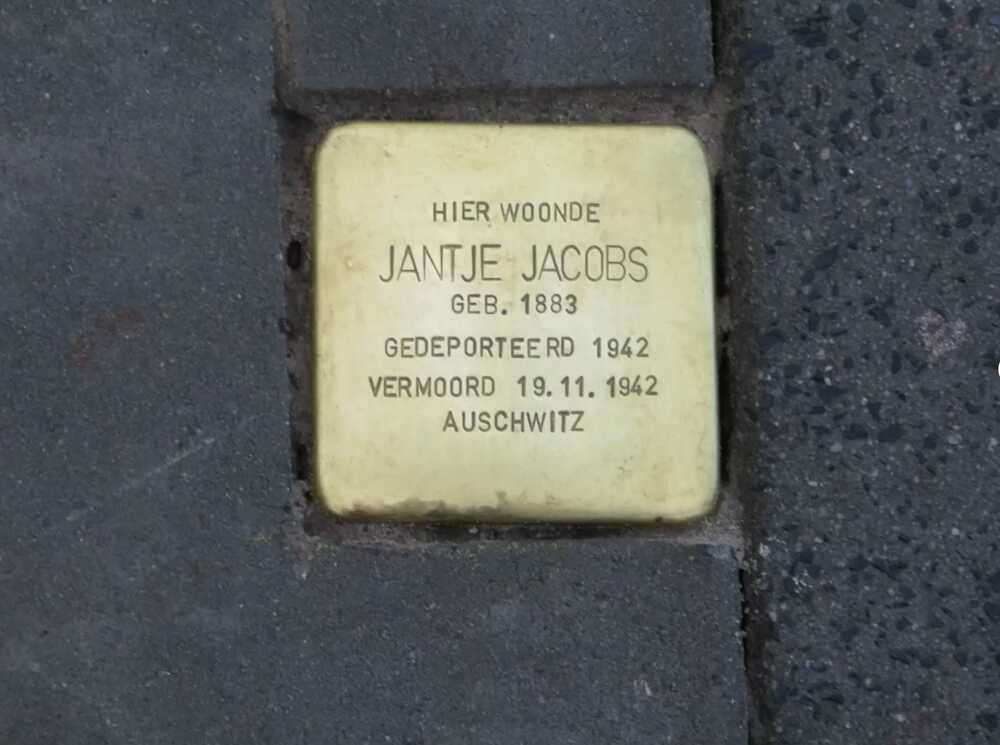 HIER WOONDE
JANTJE JACOBS
GEB. 1883
GEDEPORTEERD 1942
VERMOORD 19.11.1942
AUSCHWITZ